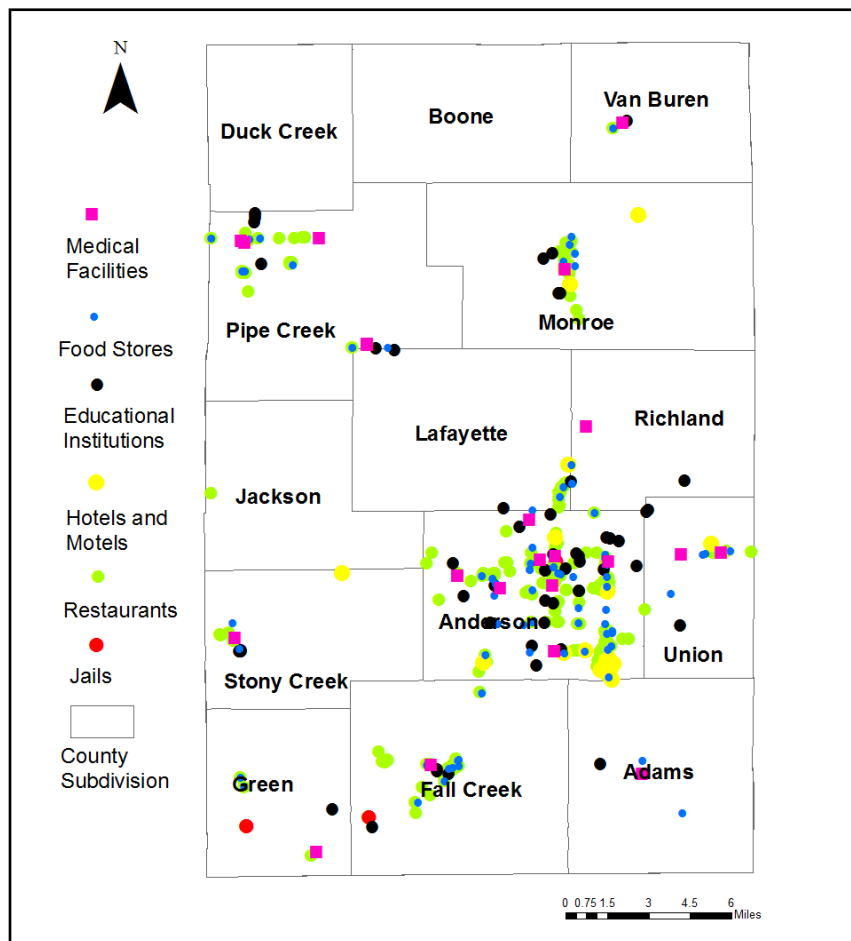 N
Duck Creek
Boone
Van Buren
Medical
Facilities
Food Stores
Educational
Institutions
Hotels and
Motels
Restaurants
Jails
County
Subdivision
Pipe Creek
Monroe
Lafayette
Richland
Jackson
Anderson
Union
Stony Creek
Green
Fall Creek
Adams
0 0.75 1.5 3 4.5 6
Miles